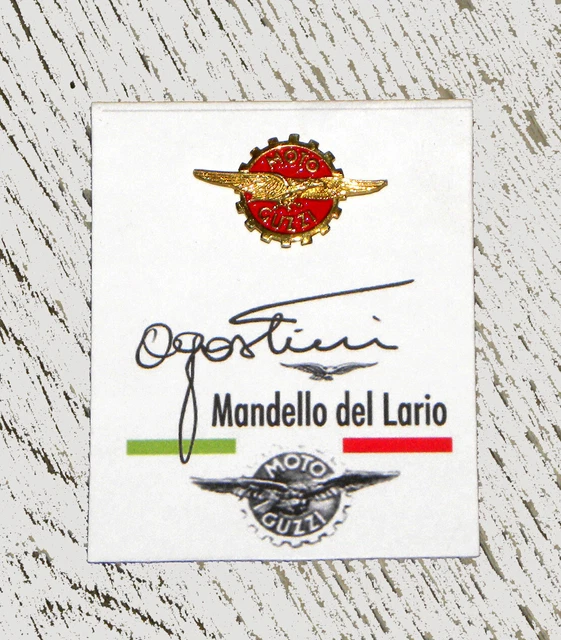 MOTO
GUZZI
Agostini
Mandello del Lario
MOTO
GUZZI